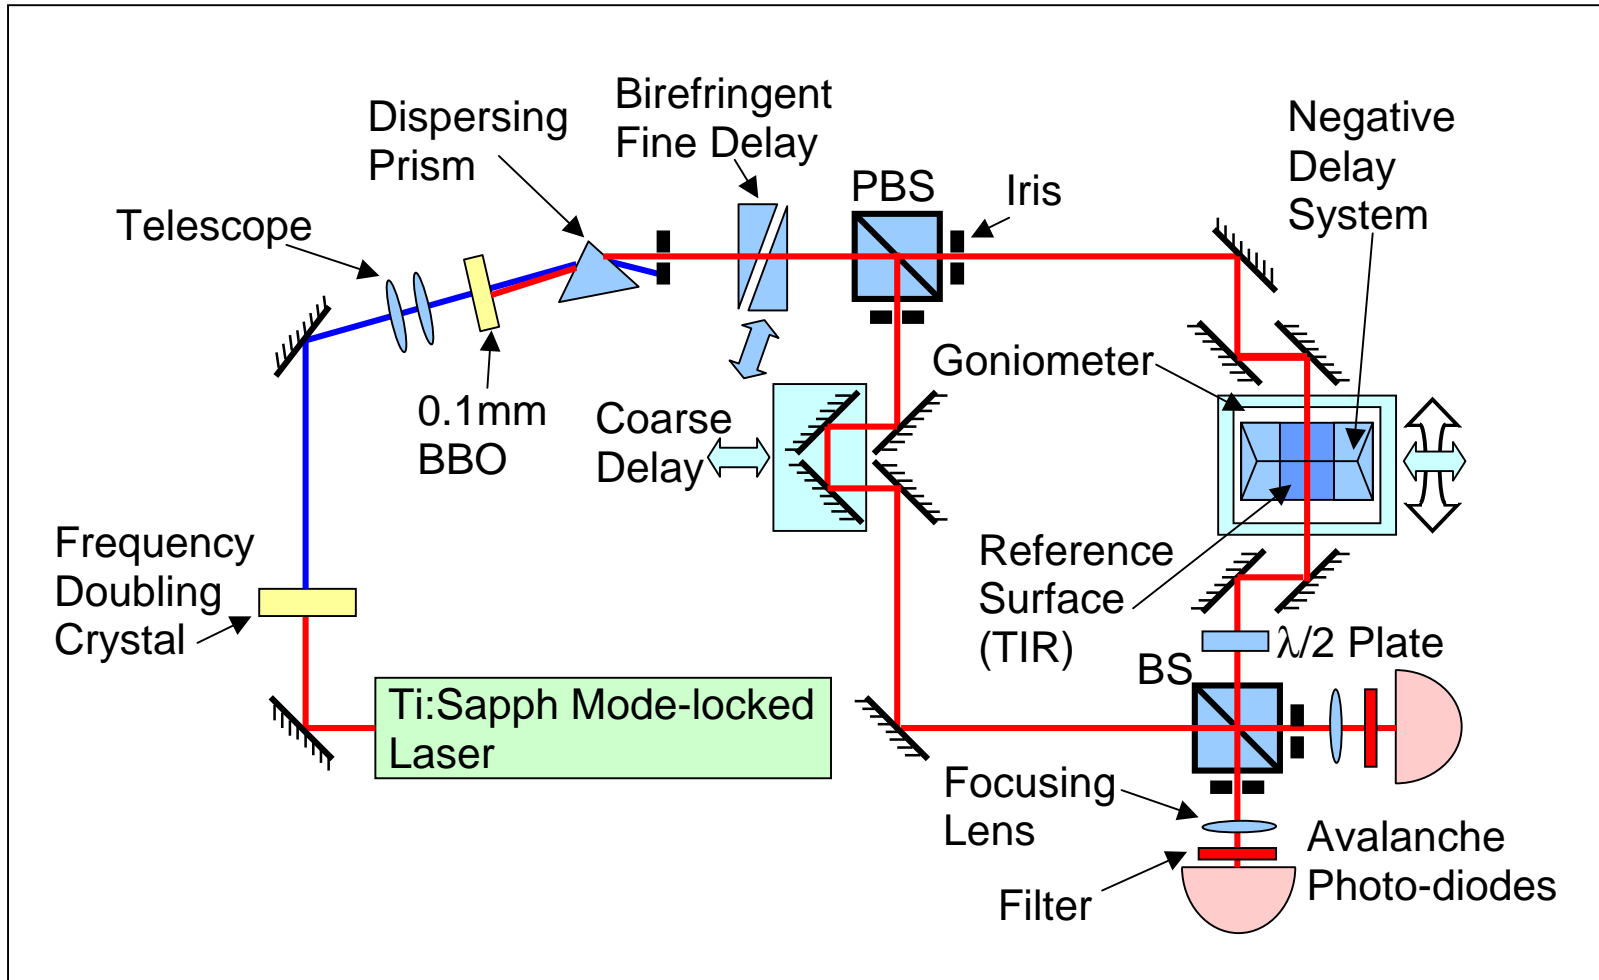 Dispersing
Prism
Birefringent
Fine Delay
Negative
Delay
System
PBS
Iris
Telescope
Goniometer
0.1mm
BBO
Coarse
Delay
Frequency
Doubling
Crystal
Reference
Surface
(TIR)
λ/2 Plate
BS
Ti:Sapph Mode-locked
Laser
Focusing
Lens
Avalanche
Photo-diodes
Filter